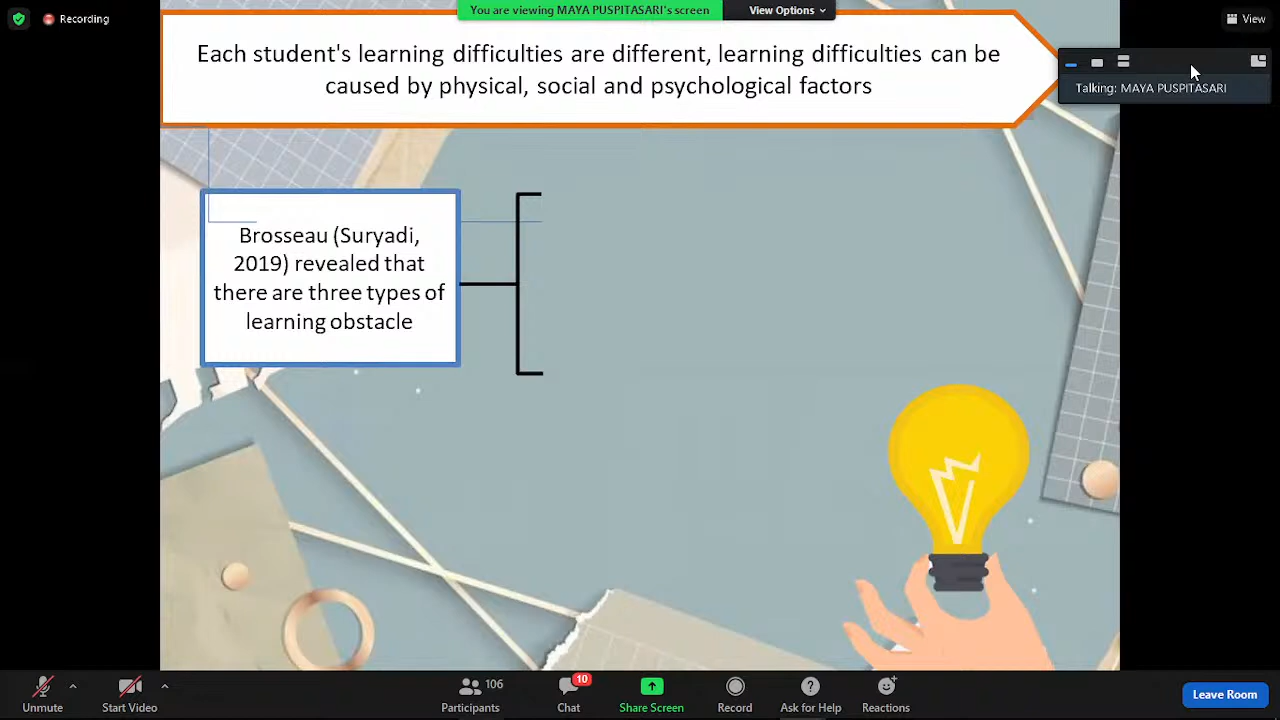 You are viewing MAYA PUSPITASARI's screen
View Options
Recording
View
Each student's learning difficulties are different, learning difficulties can be
caused by physical, social and psychological factors
Talking: MAYA PUSPITASARI
Brosseau (Suryadi,
2019) revealed that
there are three types of
learning obstacle
Unmute
Start Video
106
Participants
10
Chat
Share Screen
Record
Ask for Help
Reactions
Leave Room